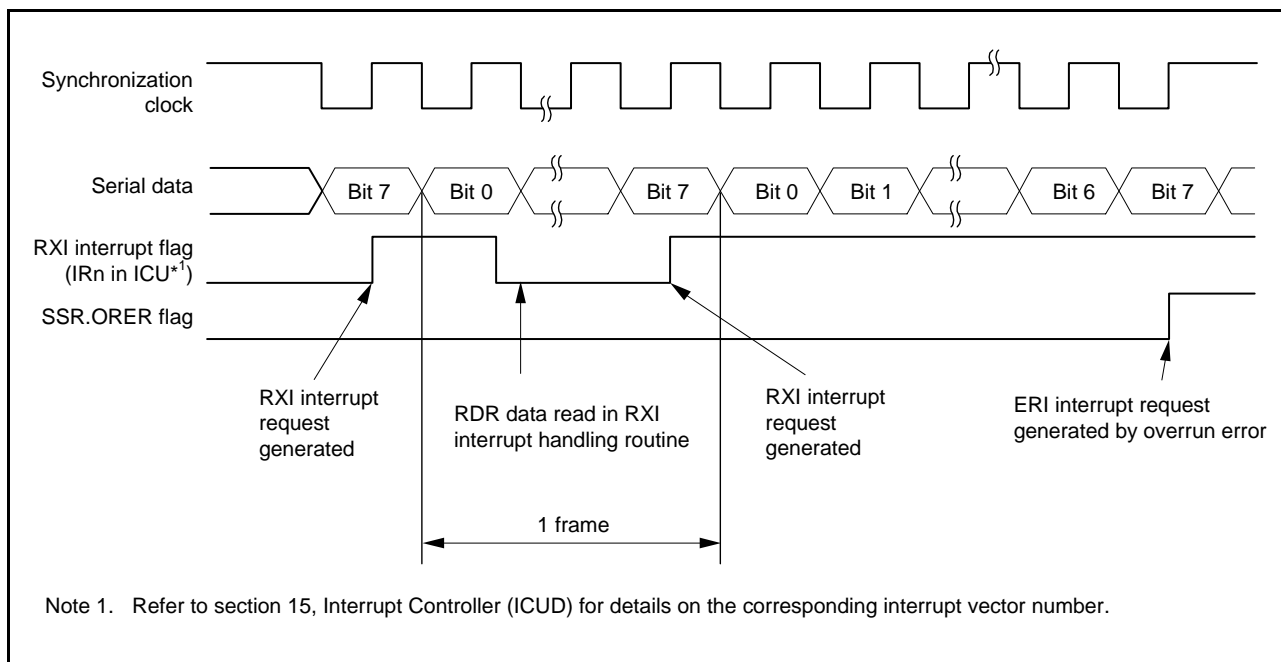 Synchronization
clock
Serial data
Bit 7
Bit 0
Bit 7
Bit 0
Bit 1
Bit 6
Bit 7
RXI interrupt flag
(IRn in ICU*1)
SSR.ORER flag
RXI interrupt
request
generated
RDR data read in RXI
interrupt handling routine
RXI interrupt
request
generated
ERI interrupt request
generated by overrun error
1 frame
Note 1. Refer to section 15, Interrupt Controller (ICUD) for details on the corresponding interrupt vector number.